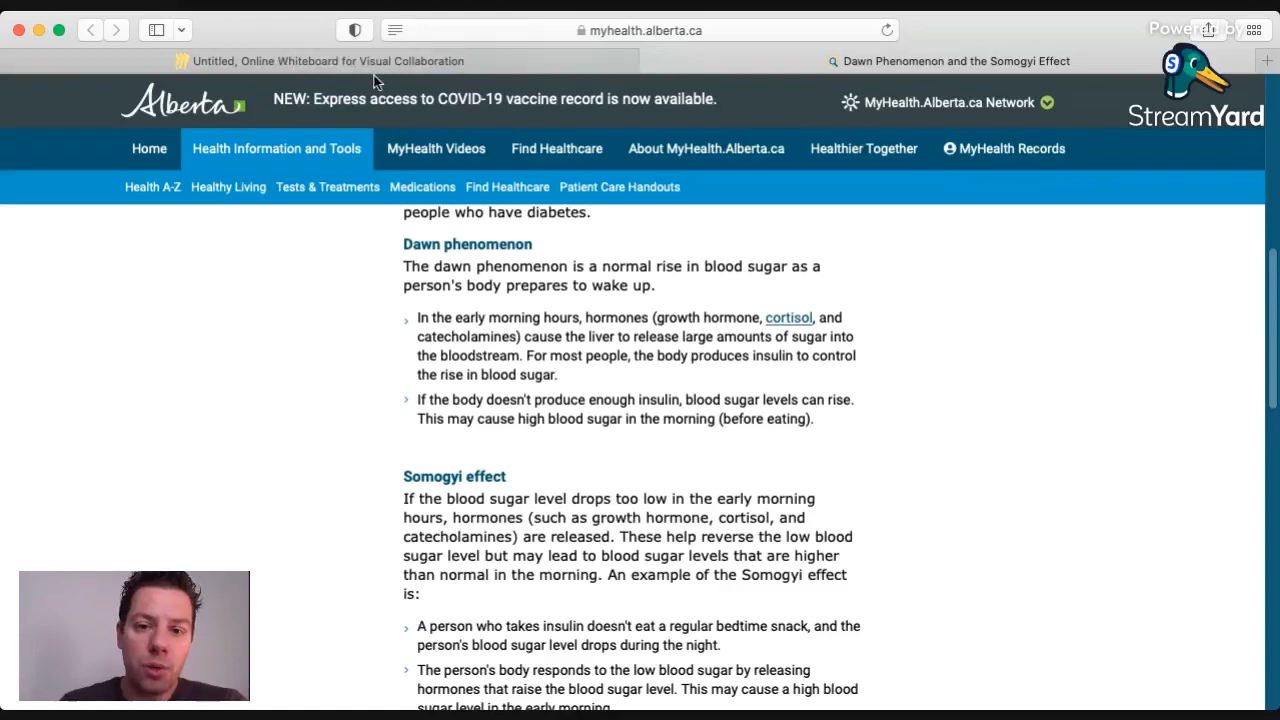 myhealth.alberta.ca
Powered by
Untitled, Online Whiteboard for Visual Collaboration
Dawn Phenomenon and the Somogyi Effect
S
StreamYard
Alberta
NEW: Express access to COVID-19 vaccine record is now available.
MyHealth.Alberta.ca Network
Home
Health Information and Tools
MyHealth Videos
Find Healthcare
About MyHealth.Alberta.ca
Healthier Together
MyHealth Records
Health A-Z
Healthy Living
Tests & Treatments
Medications
Find Healthcare
Patient Care Handouts
people who have diabetes.
Dawn phenomenon
The dawn phenomenon is a normal rise in blood sugar as a
person's body prepares to wake up.
In the early morning hours, hormones (growth hormone, cortisol, and
catecholamines) cause the liver to release large amounts of sugar into
the bloodstream. For most people, the body produces insulin to control
the rise in blood sugar.
If the body doesn't produce enough insulin, blood sugar levels can rise.
This may cause high blood sugar in the morning (before eating).
Somogyi effect
If the blood sugar level drops too low in the early morning
hours, hormones (such as growth hormone, cortisol, and
catecholamines) are released. These help reverse the low blood
sugar level but may lead to blood sugar levels that are higher
than normal in the morning. An example of the Somogyi effect
is:
A person who takes insulin doesn't eat a regular bedtime snack, and the
person's blood sugar level drops during the night.
The person's body responds to the low blood sugar by releasing
hormones that raise the blood sugar level. This may cause a high blood
sugar level in the early morning.